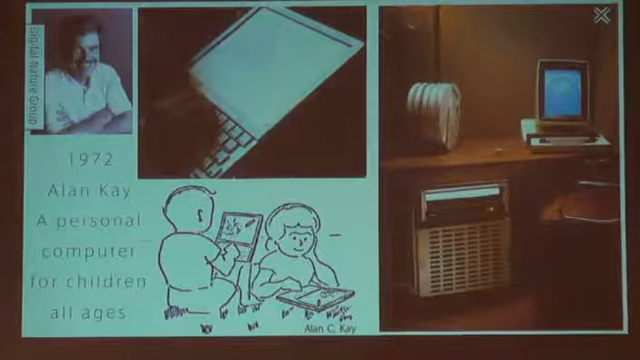 Digital Nature Group
1972
Alan Kay
A personal
computer
for children
all ages
Alan C. Kay